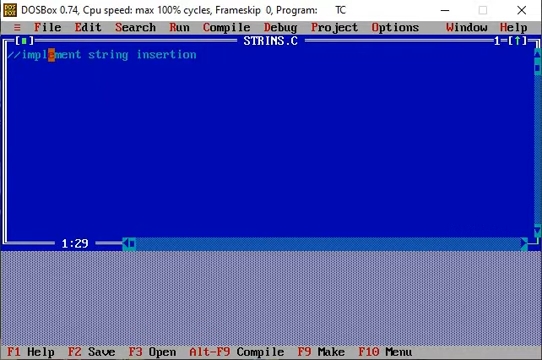 DOSBox 0.74, Cpu speed: max 100% cycles, Frameskip 0, Program: TC
≡ File Edit Search Run Compile Debug Project Options Window Help
[■] STRINS.C 1=[↑]
//implement string insertion
1:29
F1 Help F2 Save F3 Open Alt-F9 Compile F9 Make F10 Menu